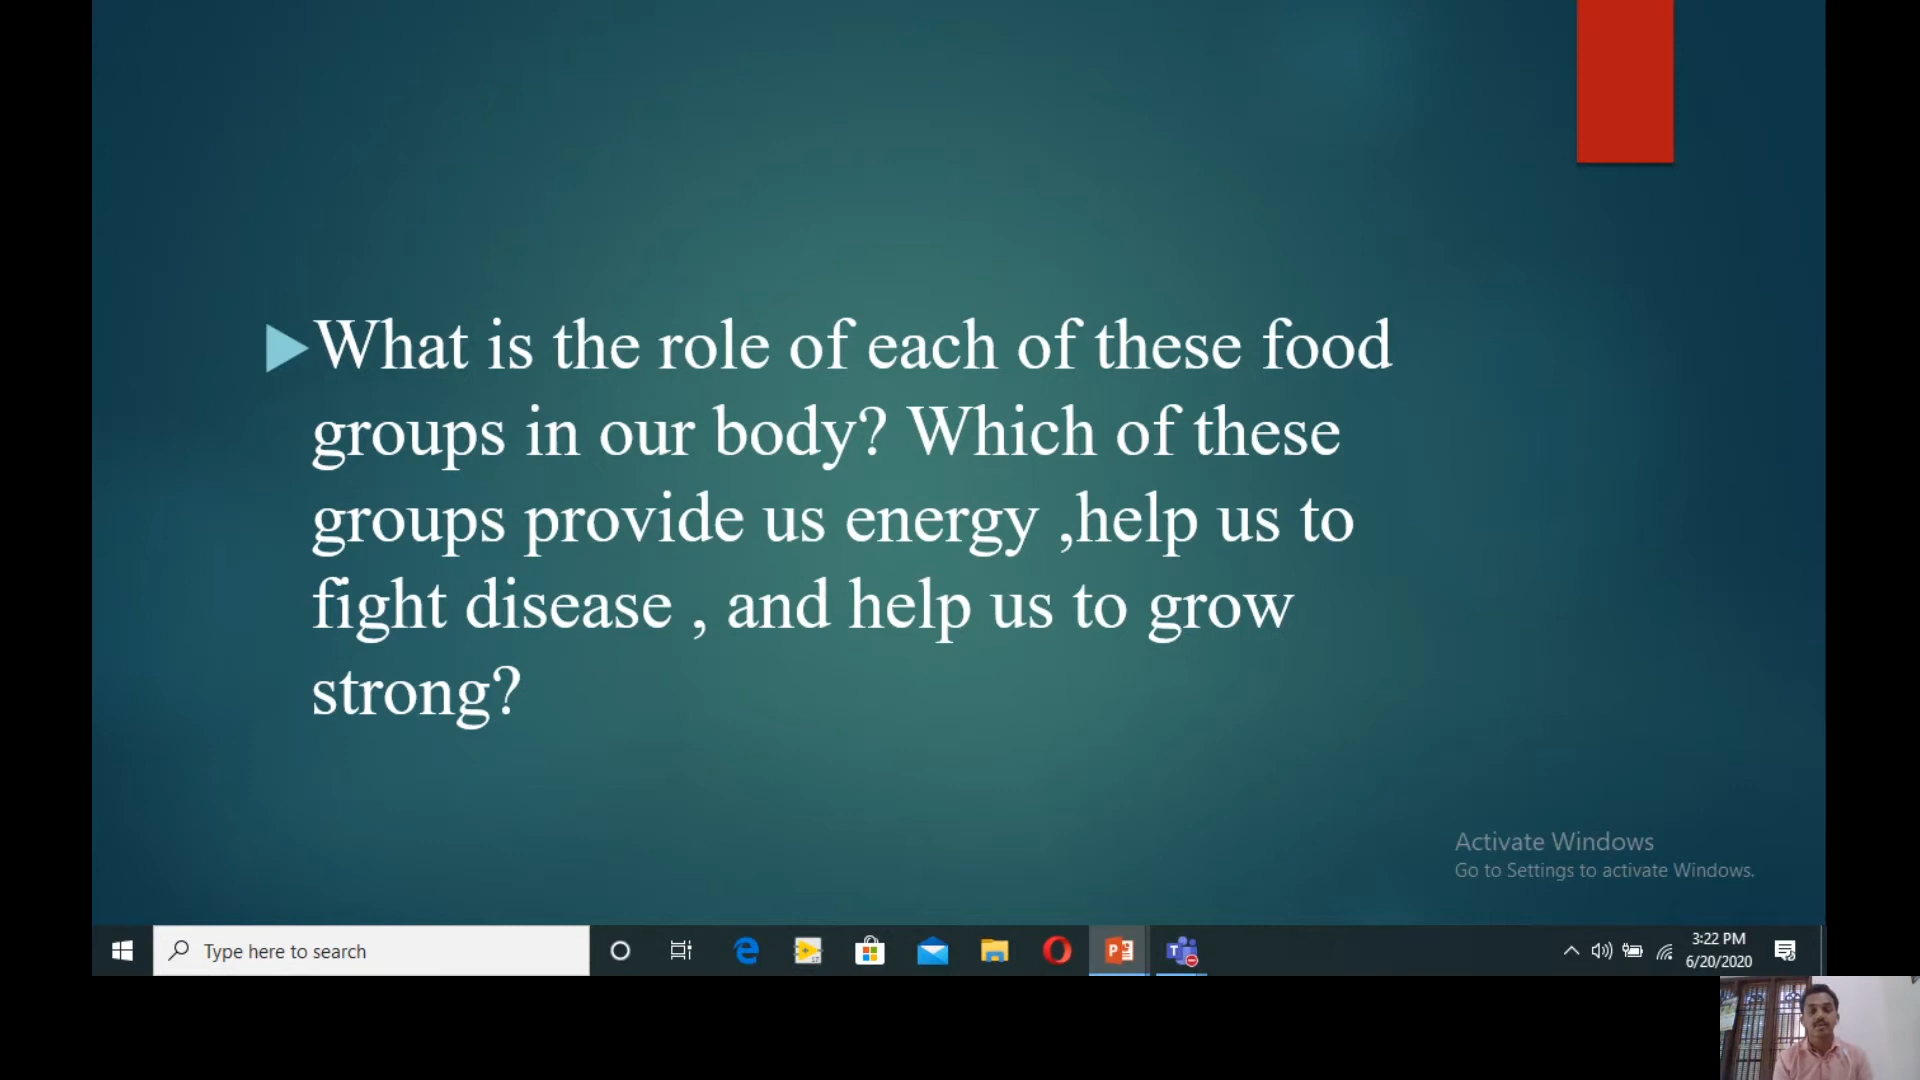 What is the role of each of these food
groups in our body? Which of these
groups provide us energy ,help us to
fight disease , and help us to grow
strong?
Activate Windows
Go to Settings to activate Windows.
Type here to search
3:22 PM
6/20/2020